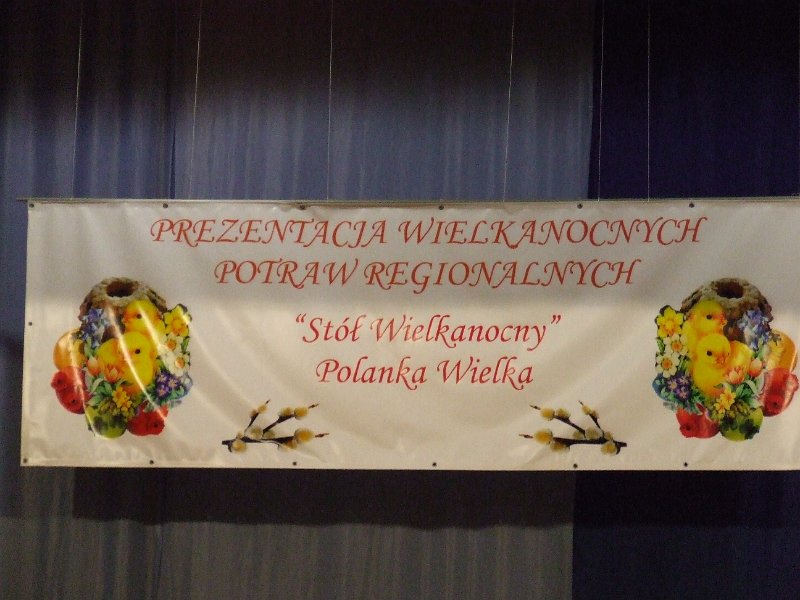 PREZENTACJA WIELKANOCNYCH
POTRAW REGIONALNYCH
“Stół Wielkanocny”
Polanka Wielka